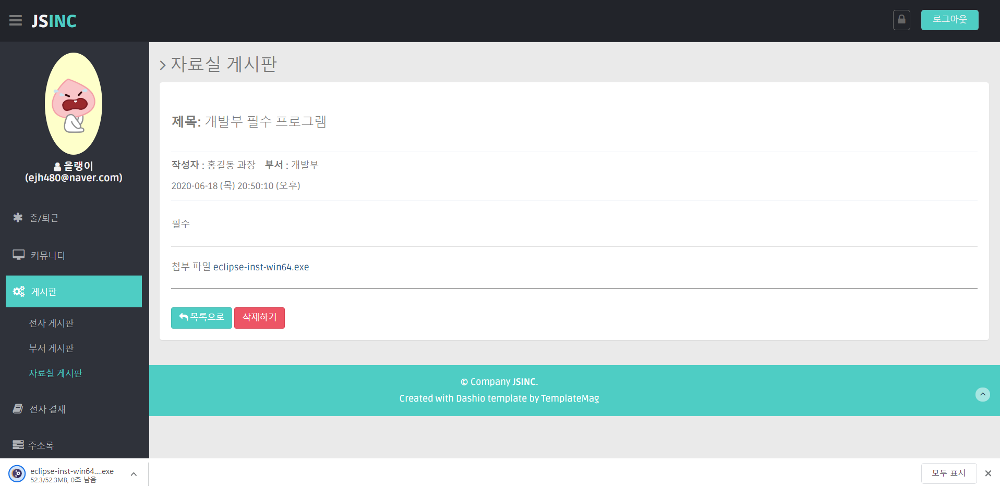 JSINC
로그아웃
올랭이
(ejh480@naver.com)
출/퇴근
커뮤니티
게시판
전사 게시판
부서 게시판
자료실 게시판
전자 결재
주소록
자료실 게시판
제목: 개발부 필수 프로그램
작성자 : 홍길동 과장 부서 : 개발부
2020-06-18 (목) 20:50:10 (오후)
필수
첨부 파일 eclipse-inst-win64.exe
목록으로 삭제하기
© Company JSINC.
Created with Dashio template by TemplateMag
eclipse-inst-win64....exe
52.3/52.3MB, 0초 남음
모두 표시